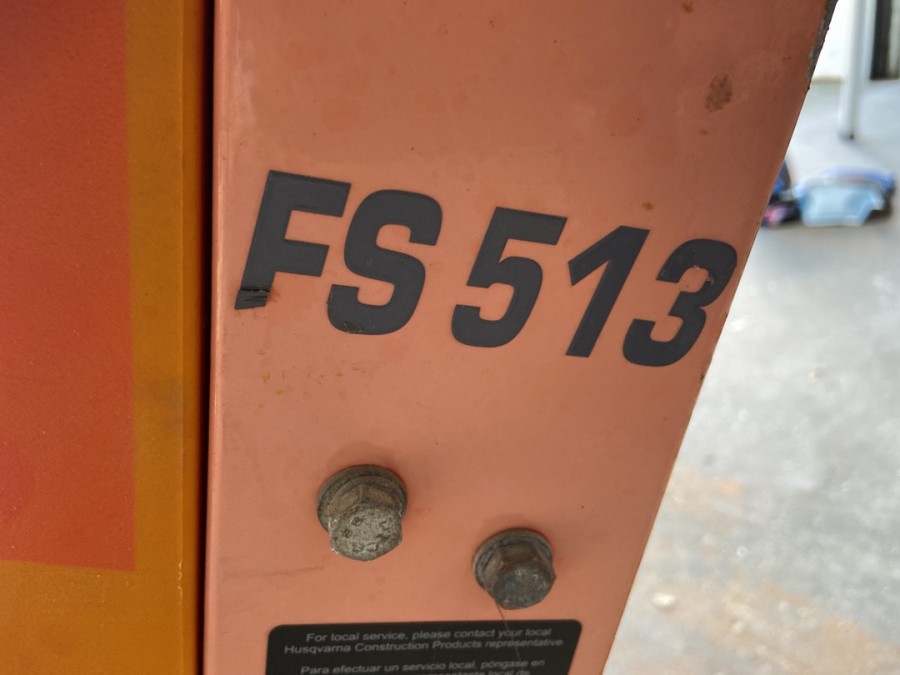 FS 513
For local service, please contact your local
Husqvarna Construction Products representative.
Para efectuar un servicio local, póngase en